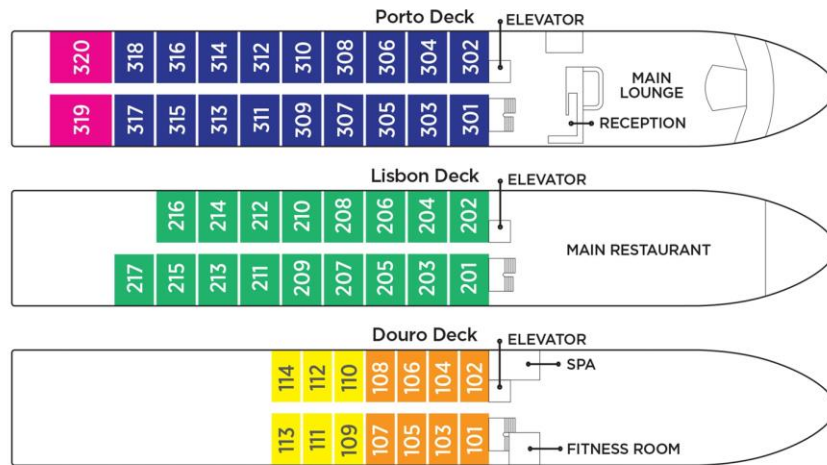 Porto Deck
ELEVATOR
320 318 316 314 312 310 308 306 304 302
MAIN
LOUNGE
319 317 315 313 311 309 307 305 303 301
RECEPTION
Lisbon Deck
ELEVATOR
216 214 212 210 208 206 204 202
MAIN RESTAURANT
217 215 213 211 209 207 205 203 201
Douro Deck
ELEVATOR
114 112 110 108 106 104 102
SPA
113 111 109 107 105 103 101
FITNESS ROOM